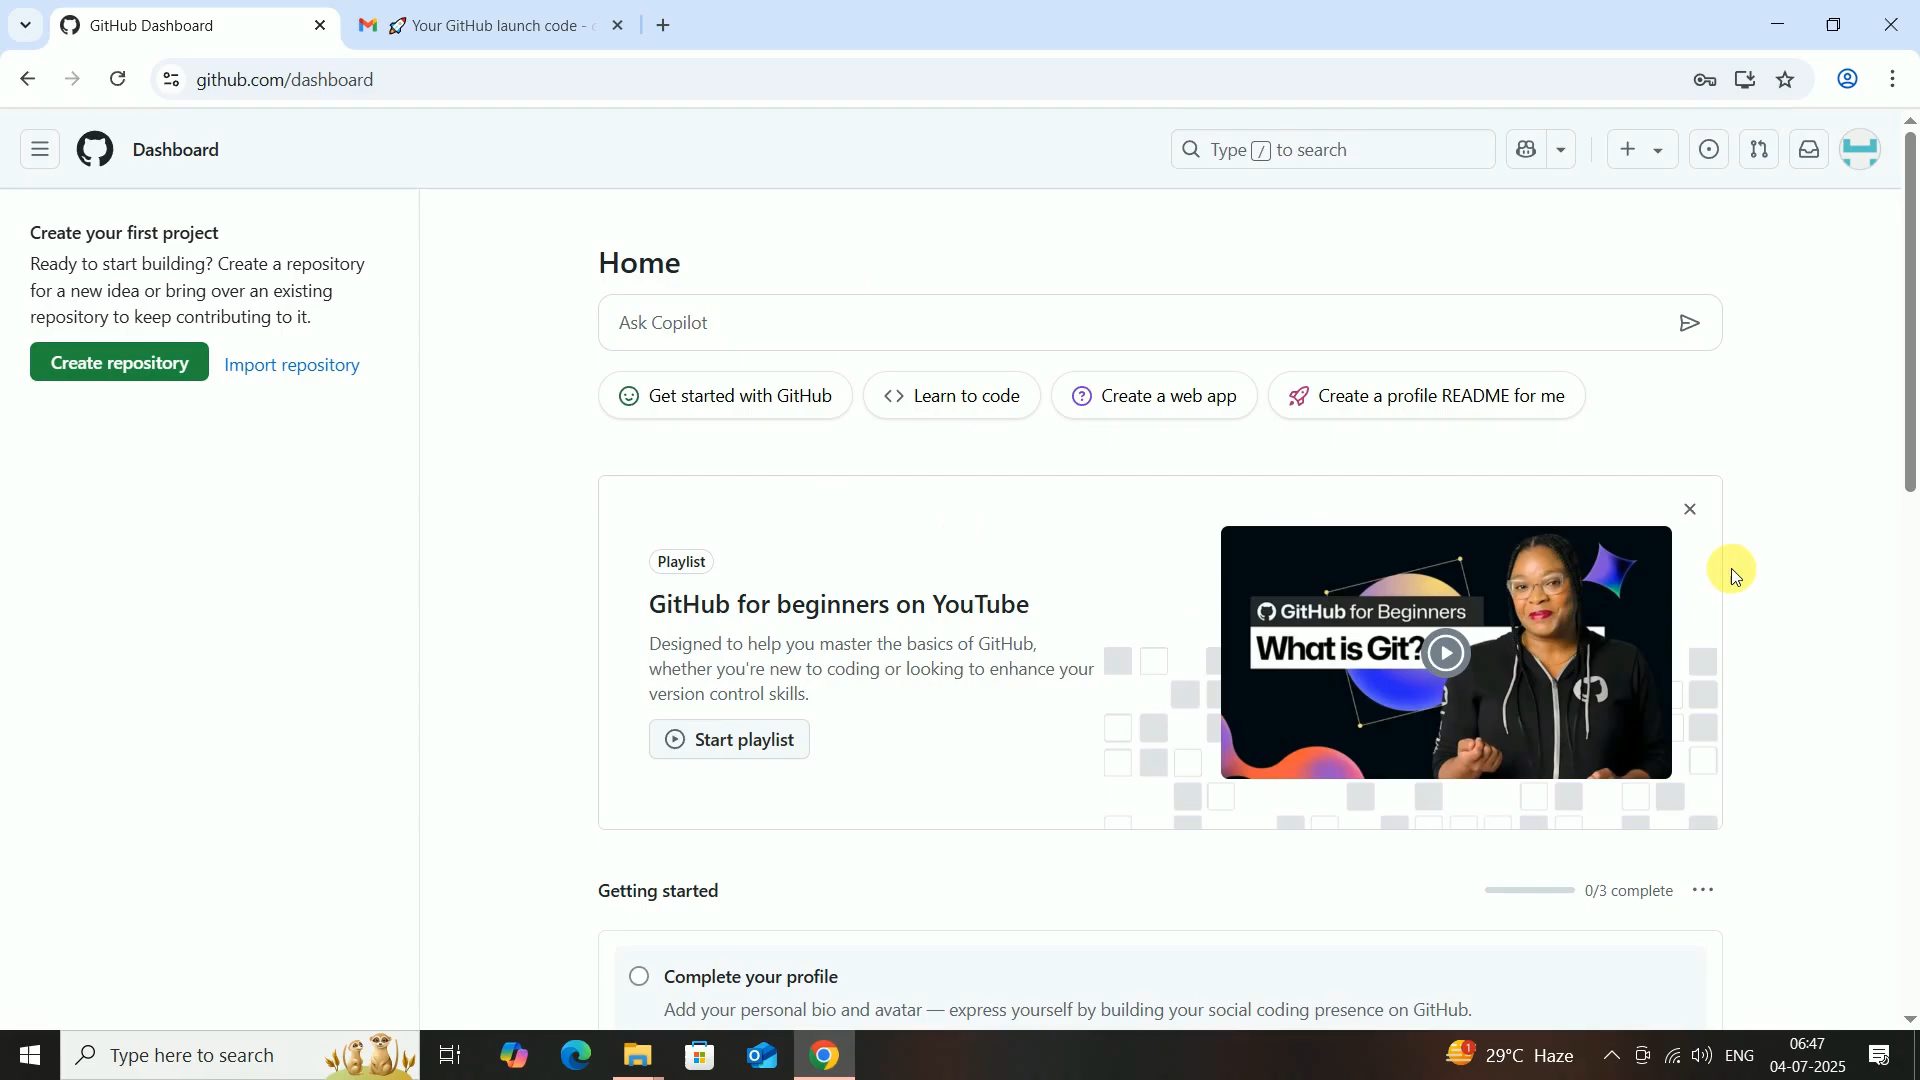 GitHub Dashboard
Your GitHub launch code -
github.com/dashboard
Dashboard
Type / to search
Create your first project
Ready to start building? Create a repository
for a new idea or bring over an existing
repository to keep contributing to it.
Create repository
Import repository
Home
Ask Copilot
Get started with GitHub
Learn to code
Create a web app
Create a profile README for me
Playlist
GitHub for beginners on YouTube
Designed to help you master the basics of GitHub,
whether you're new to coding or looking to enhance your
version control skills.
Start playlist
GitHub for Beginners
What is Git?
Getting started
0/3 complete
Complete your profile
Add your personal bio and avatar — express yourself by building your social coding presence on GitHub.
Type here to search
1
29°C Haze
ENG
06:47
04-07-2025